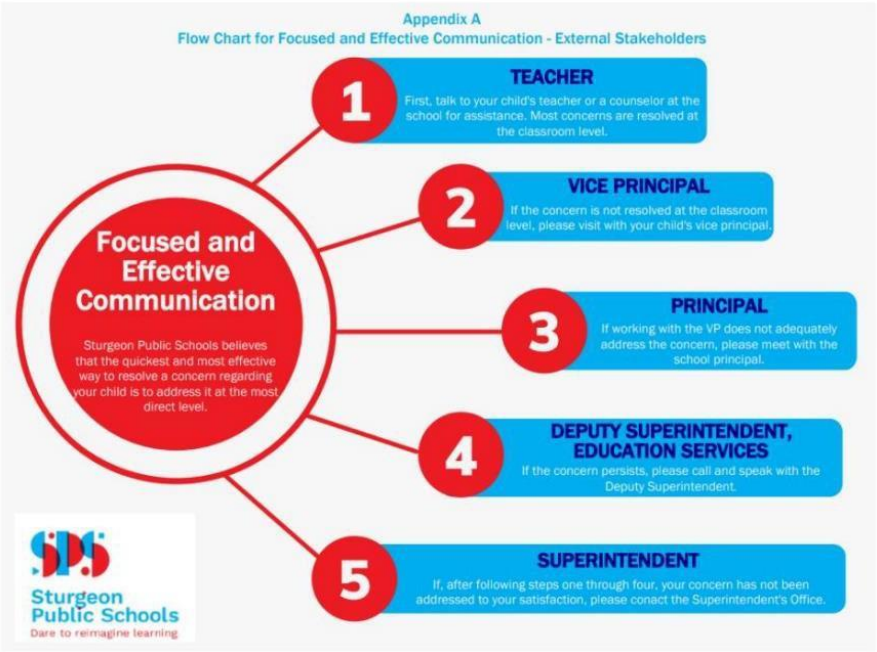 Appendix A
Flow Chart for Focused and Effective Communication - External Stakeholders
1
TEACHER
First, talk to your child's teacher or a counselor at the
school for assistance. Most concerns are resolved at
the classroom level.
2
VICE PRINCIPAL
If the concern is not resolved at the classroom
level, please visit with your child's vice principal.
Focused and
Effective
Communication
Sturgeon Public Schools believes
that the quickest and most effective
way to resolve a concern regarding
your child is to address it at the most
direct level.
3
PRINCIPAL
If working with the VP does not adequately
address the concern, please meet with the
school principal.
4
DEPUTY SUPERINTENDENT,
EDUCATION SERVICES
If the concern persists, please call and speak with the
Deputy Superintendent.
5
SUPERINTENDENT
If, after following steps one through four, your concern has not been
addressed to your satisfaction, please conact the Superintendent's Office.
SPS
Sturgeon
Public Schools
Dare to reimagine learning